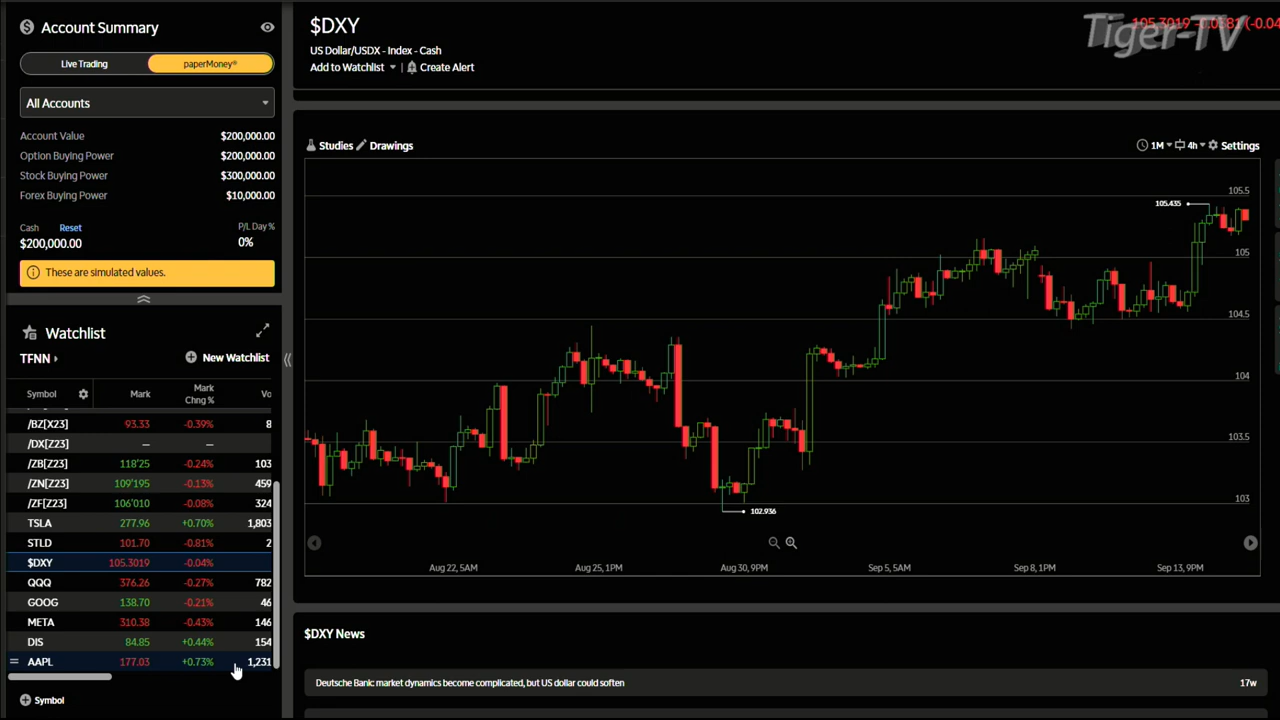 Account Summary
Live Trading
paperMoney®
All Accounts
Account Value $200,000.00
Option Buying Power $200,000.00
Stock Buying Power $300,000.00
Forex Buying Power $10,000.00
Cash Reset P/L Day %
$200,000.00 0%
These are simulated values.
Watchlist
TFNN New Watchlist
Symbol Mark Mark Chng % Vo
/BZ[X23] 93.33 -0.39% 8
/DX[Z23] — —
/ZB[Z23] 118'25 -0.24% 103
/ZN[Z23] 109'195 -0.13% 459
/ZF[Z23] 106'010 -0.08% 324
TSLA 277.96 +0.70% 1,803
STLD 101.70 -0.81% 2
$DXY 105.3019 -0.04%
QQQ 376.26 -0.27% 782
GOOG 138.70 -0.21% 46
META 310.38 -0.43% 146
DIS 84.85 +0.44% 154
AAPL 177.03 +0.73% 1,231
Symbol
$DXY
US Dollar/USDX - Index - Cash
Add to Watchlist | Create Alert
Tiger-TV
Studies Drawings
1M 4h Settings
105.435
105.5
105
104.5
104
103.5
103
102.936
Aug 22, 5AM Aug 25, 1PM Aug 30, 9PM Sep 5, 5AM Sep 8, 1PM Sep 13, 9PM
$DXY News
Deutsche Bank: market dynamics become complicated, but US dollar could soften 17w